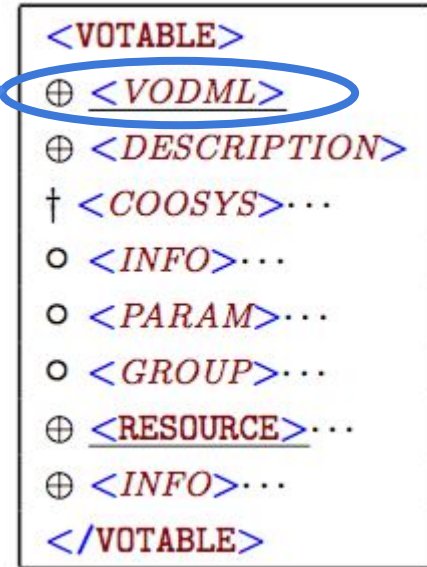 <VOTABLE>
⊕ <VODML>
⊕ <DESCRIPTION>
† <COOSYS>···
o <INFO>···
o <PARAM>···
o <GROUP>···
⊕ <RESOURCE>···
⊕ <INFO>···
</VOTABLE>